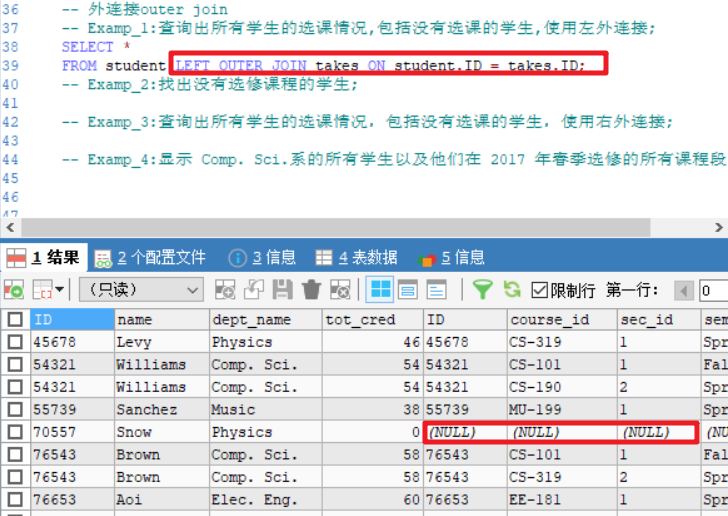 36 -- 外连接outer join
37 -- Examp_1:查询出所有学生的选课情况,包括没有选课的学生,使用左外连接;
38 SELECT *
39 FROM student LEFT OUTER JOIN takes ON student.ID = takes.ID;
40 -- Examp_2:找出没有选修课程的学生;
41
42 -- Examp_3:查询出所有学生的选课情况，包括没有选课的学生，使用右外连接;
43
44 -- Examp_4:显示 Comp. Sci.系的所有学生以及他们在 2017 年春季选修的所有课程段
45
46
47
1 结果 2 个配置文件 3 信息 4 表数据 5 信息
（只读） 限制行 第一行: 0
ID name dept_name tot_cred ID course_id sec_id sem
45678 Levy Physics 46 45678 CS-319 1 Spr
54321 Williams Comp. Sci. 54 54321 CS-101 1 Fal
54321 Williams Comp. Sci. 54 54321 CS-190 2 Spr
55739 Sanchez Music 38 55739 MU-199 1 Spr
70557 Snow Physics 0 (NULL) (NULL) (NULL) (NU
76543 Brown Comp. Sci. 58 76543 CS-101 1 Fal
76543 Brown Comp. Sci. 58 76543 CS-319 2 Spr
76653 Aoi Elec. Eng. 60 76653 EE-181 1 Spr